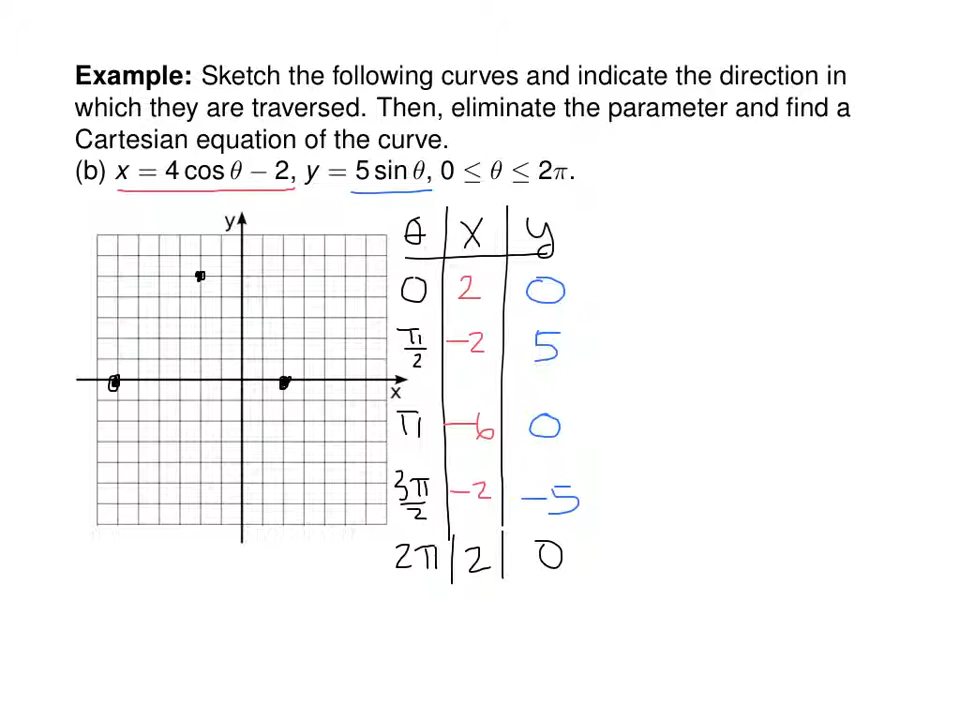 Example: Sketch the following curves and indicate the direction in
which they are traversed. Then, eliminate the parameter and find a
Cartesian equation of the curve.
(b) x = 4 cos θ − 2, y = 5 sin θ, 0 ≤ θ ≤ 2π.
y
x
θ | x | y
0 | 2 | 0
π/2 | −2 | 5
π | −6 | 0
3π/2 | −2 | −5
2π | 2 | 0